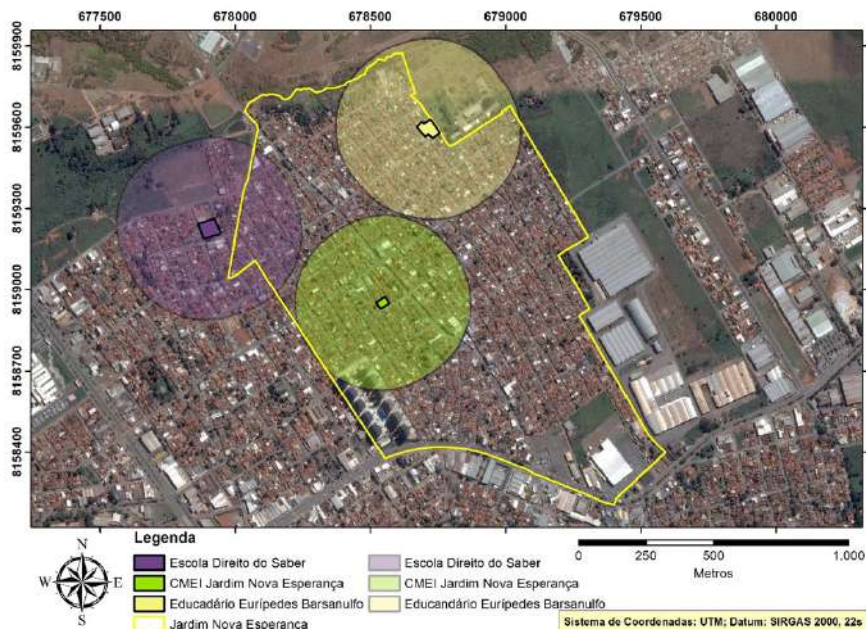 677500 678000 678500 679000 679500 680000
8159900
8159600
8159300
8159000
8158700
8158400
Legenda
N
W E
S
Escola Direito do Saber
CMEI Jardim Nova Esperança
Educadário Eurípedes Barsanulfo
Jardim Nova Esperança
Escola Direito do Saber
CMEI Jardim Nova Esperança
Educandário Eurípedes Barsanulfo
0 250 500 1.000
Metros
Sistema de Coordenadas: UTM; Datum: SIRGAS 2000, 22s